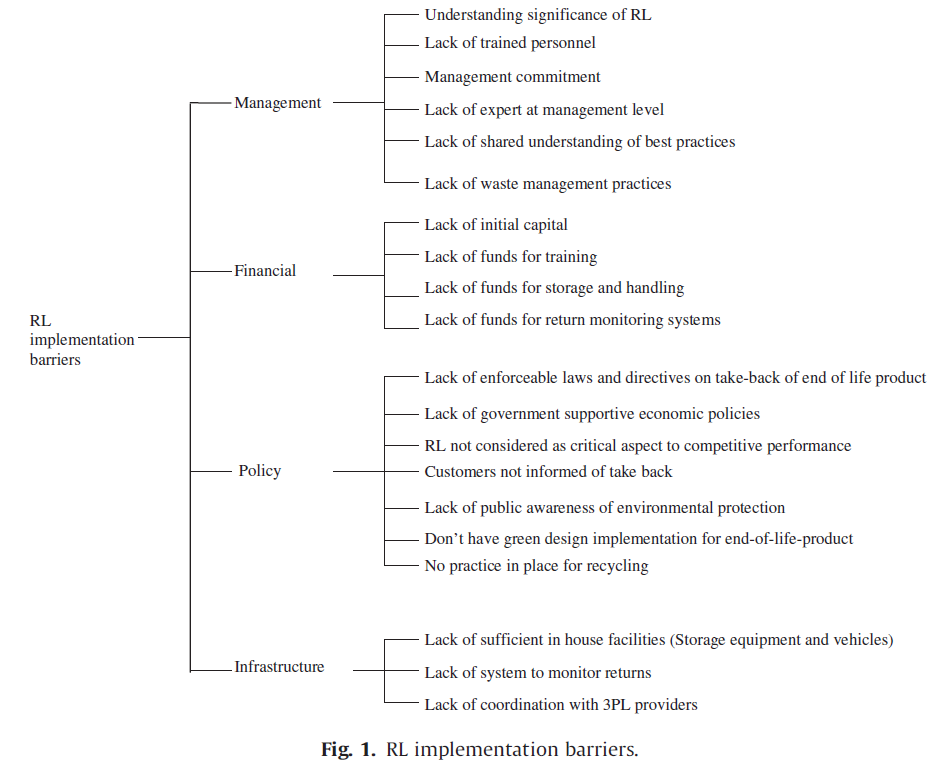 RL
implementation
barriers
Management
Understanding significance of RL
Lack of trained personnel
Management commitment
Lack of expert at management level
Lack of shared understanding of best practices
Lack of waste management practices
Financial
Lack of initial capital
Lack of funds for training
Lack of funds for storage and handling
Lack of funds for return monitoring systems
Policy
Lack of enforceable laws and directives on take-back of end of life product
Lack of government supportive economic policies
RL not considered as critical aspect to competitive performance
Customers not informed of take back
Lack of public awareness of environmental protection
Don’t have green design implementation for end-of-life-product
No practice in place for recycling
Infrastructure
Lack of sufficient in house facilities (Storage equipment and vehicles)
Lack of system to monitor returns
Lack of coordination with 3PL providers
Fig. 1. RL implementation barriers.